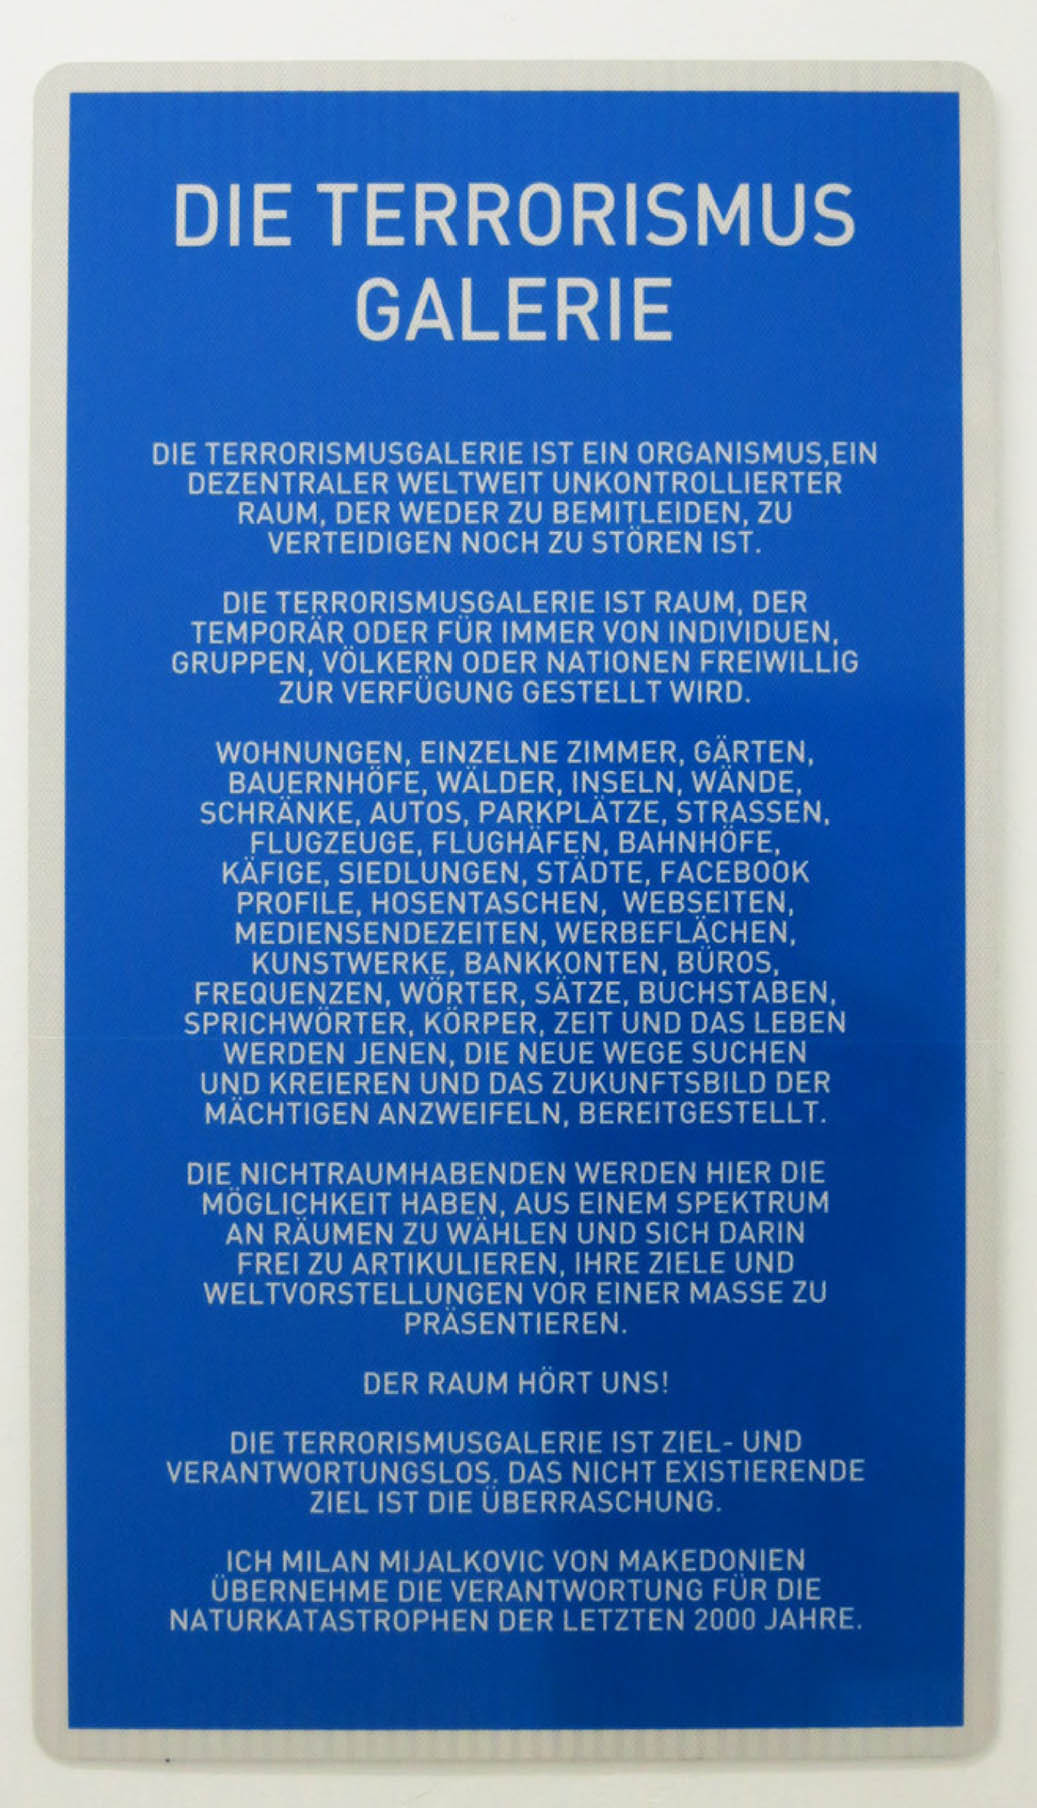 DIE TERRORISMUS
GALERIE
DIE TERRORISMUSGALERIE IST EIN ORGANISMUS,EIN
DEZENTRALER WELTWEIT UNKONTROLLIERTER
RAUM, DER WEDER ZU BEMITLEIDEN, ZU
VERTEIDIGEN NOCH ZU STÖREN IST.
DIE TERRORISMUSGALERIE IST RAUM, DER
TEMPORÄR ODER FÜR IMMER VON INDIVIDUEN,
GRUPPEN, VÖLKERN ODER NATIONEN FREIWILLIG
ZUR VERFÜGUNG GESTELLT WIRD.
WOHNUNGEN, EINZELNE ZIMMER, GÄRTEN,
BAUERNHÖFE, WÄLDER, INSELN, WÄNDE,
SCHRÄNKE, AUTOS, PARKPLÄTZE, STRASSEN,
FLUGZEUGE, FLUGHÄFEN, BAHNHÖFE,
KÄFIGE, SIEDLUNGEN, STÄDTE, FACEBOOK
PROFILE, HOSENTASCHEN, WEBSEITEN,
MEDIENSENDEZEITEN, WERBEFLÄCHEN,
KUNSTWERKE, BANKKONTEN, BÜROS,
FREQUENZEN, WÖRTER, SÄTZE, BUCHSTABEN,
SPRICHWÖRTER, KÖRPER, ZEIT UND DAS LEBEN
WERDEN JENEN, DIE NEUE WEGE SUCHEN
UND KREIEREN UND DAS ZUKUNFTSBILD DER
MÄCHTIGEN ANZWEIFELN, BEREITGESTELLT.
DIE NICHTRAUMHABENDEN WERDEN HIER DIE
MÖGLICHKEIT HABEN, AUS EINEM SPEKTRUM
AN RÄUMEN ZU WÄHLEN UND SICH DARIN
FREI ZU ARTIKULIEREN, IHRE ZIELE UND
WELTVORSTELLUNGEN VOR EINER MASSE ZU
PRÄSENTIEREN.
DER RAUM HÖRT UNS!
DIE TERRORISMUSGALERIE IST ZIEL- UND
VERANTWORTUNGSLOS. DAS NICHT EXISTIERENDE
ZIEL IST DIE ÜBERRASCHUNG.
ICH MILAN MIJALKOVIC VON MAKEDONIEN
ÜBERNEHME DIE VERANTWORTUNG FÜR DIE
NATURKATASTROPHEN DER LETZTEN 2000 JAHRE.